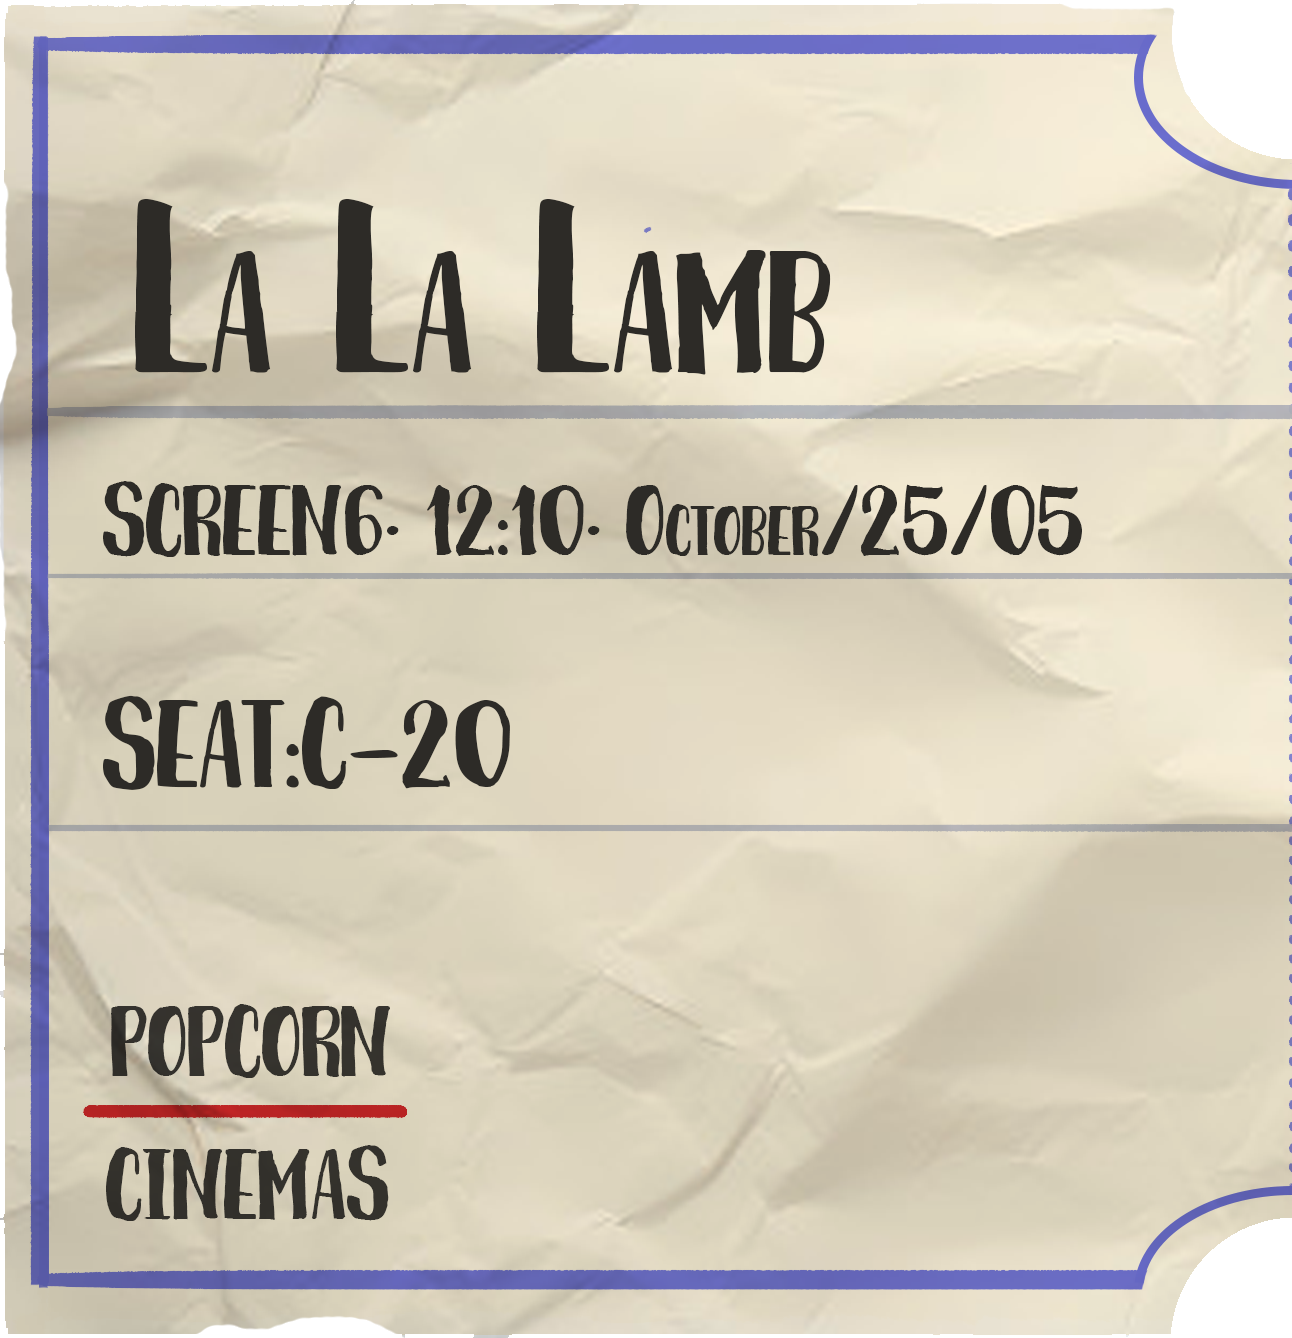 La La Lamb
SCREEN6· 12:10· October/25/05
SEAT:C-20
POPCORN
CINEMAS